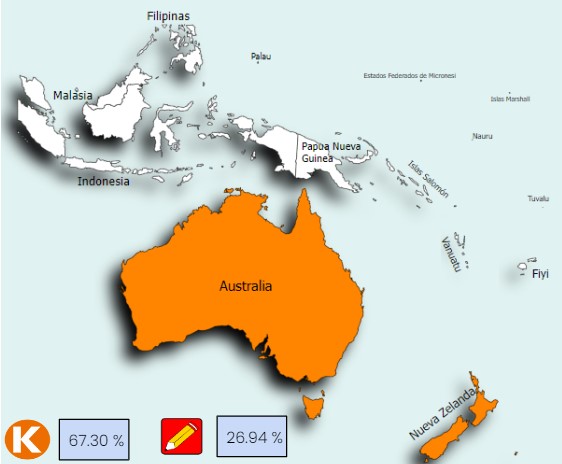 Filipinas
Palau
Estados Federados de Micronesi
Malasia
Islas Marshall
Nauru
Papua Nueva
Guinea
Islas Salomón
Indonesia
Tuvalu
Vanuatu
Fiyi
Australia
Nueva Zelanda
K
67.30 %
26.94 %